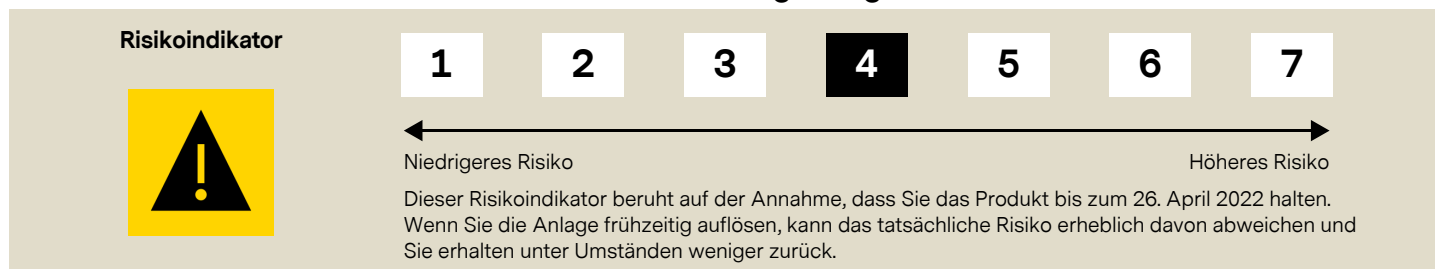 Risikoindikator
1 2 3 4 5 6 7
Niedrigeres Risiko Höheres Risiko
Dieser Risikoindikator beruht auf der Annahme, dass Sie das Produkt bis zum 26. April 2022 halten.
Wenn Sie die Anlage frühzeitig auflösen, kann das tatsächliche Risiko erheblich davon abweichen und
Sie erhalten unter Umständen weniger zurück.